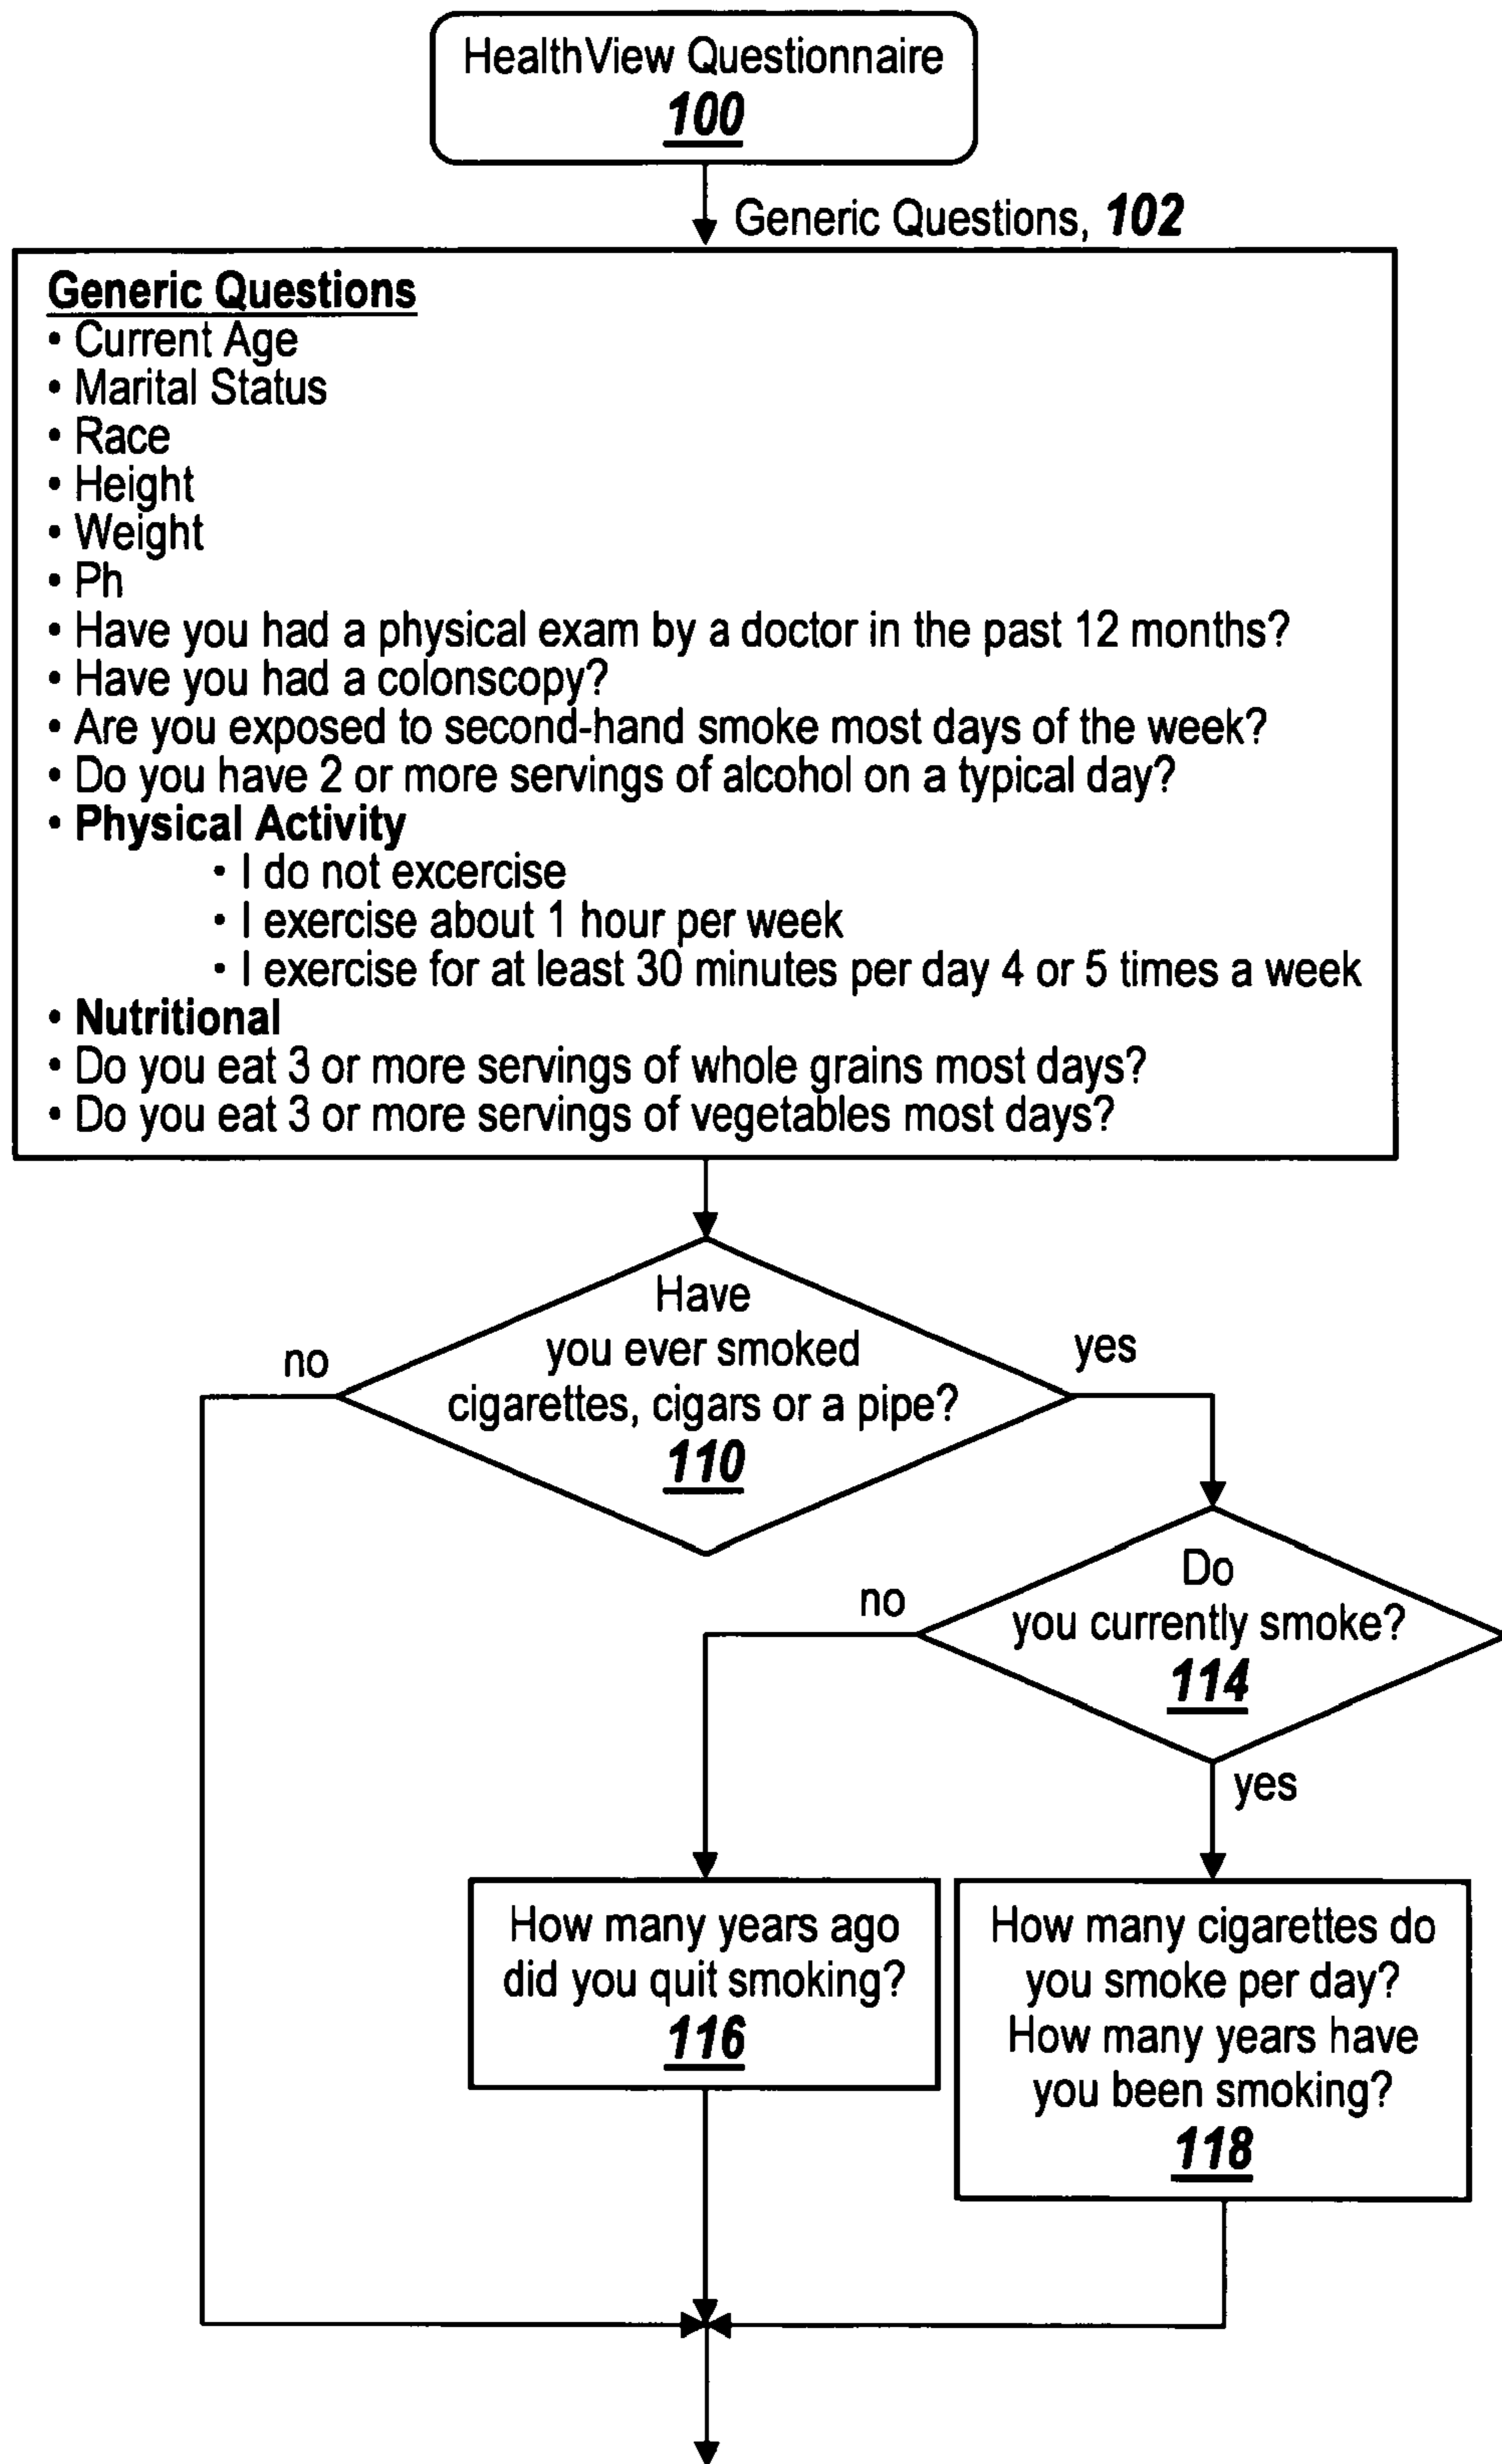 HealthView Questionnaire
100
Generic Questions, 102
Generic Questions
• Current Age
• Marital Status
• Race
• Height
• Weight
• Ph
• Have you had a physical exam by a doctor in the past 12 months?
• Have you had a colonscopy?
• Are you exposed to second-hand smoke most days of the week?
• Do you have 2 or more servings of alcohol on a typical day?
• Physical Activity
• I do not excercise
• I exercise about 1 hour per week
• I exercise for at least 30 minutes per day 4 or 5 times a week
• Nutritional
• Do you eat 3 or more servings of whole grains most days?
• Do you eat 3 or more servings of vegetables most days?
Have
you ever smoked
cigarettes, cigars or a pipe?
110
no
yes
Do
you currently smoke?
114
no
yes
How many years ago
did you quit smoking?
116
How many cigarettes do
you smoke per day?
How many years have
you been smoking?
118